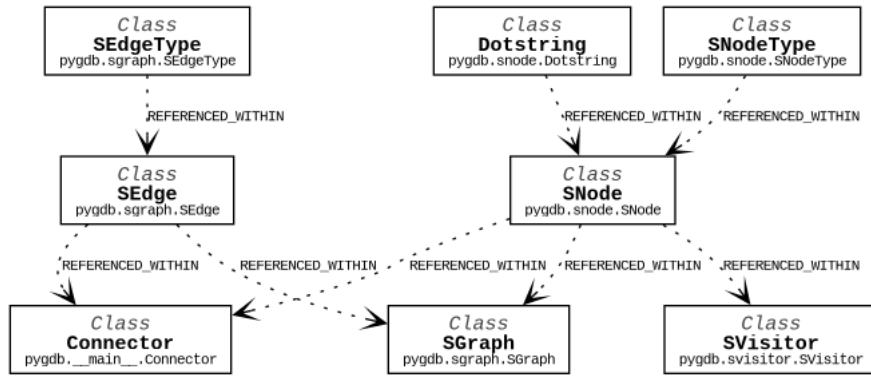 Class
SEdgeType
pygdb.sgraph.SEdgeType
Class
Dotstring
pygdb.snode.Dotstring
Class
SNodeType
pygdb.snode.SNodeType
REFERENCED_WITHIN
REFERENCED_WITHIN
REFERENCED_WITHIN
Class
SEdge
pygdb.sgraph.SEdge
Class
SNode
pygdb.snode.SNode
REFERENCED_WITHIN
REFERENCED_WITHIN
REFERENCED_WITHIN
REFERENCED_WITHIN
REFERENCED_WITHIN
Class
Connector
pygdb.__main__.Connector
Class
SGraph
pygdb.sgraph.SGraph
Class
SVisitor
pygdb.svisitor.SVisitor